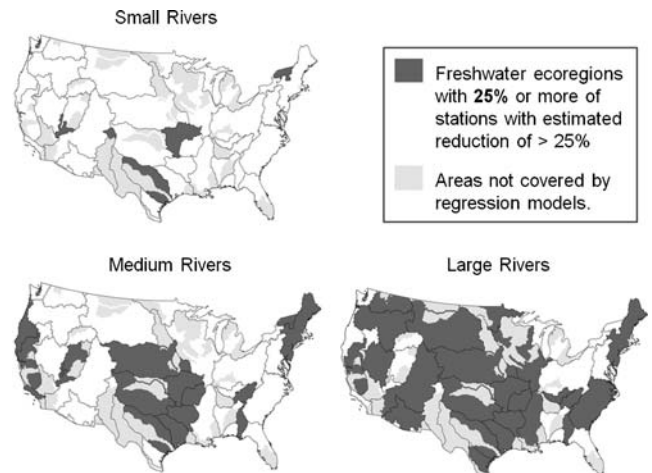 Small Rivers
Freshwater ecoregions
with 25% or more of
stations with estimated
reduction of > 25%
Areas not covered by
regression models.
Medium Rivers
Large Rivers